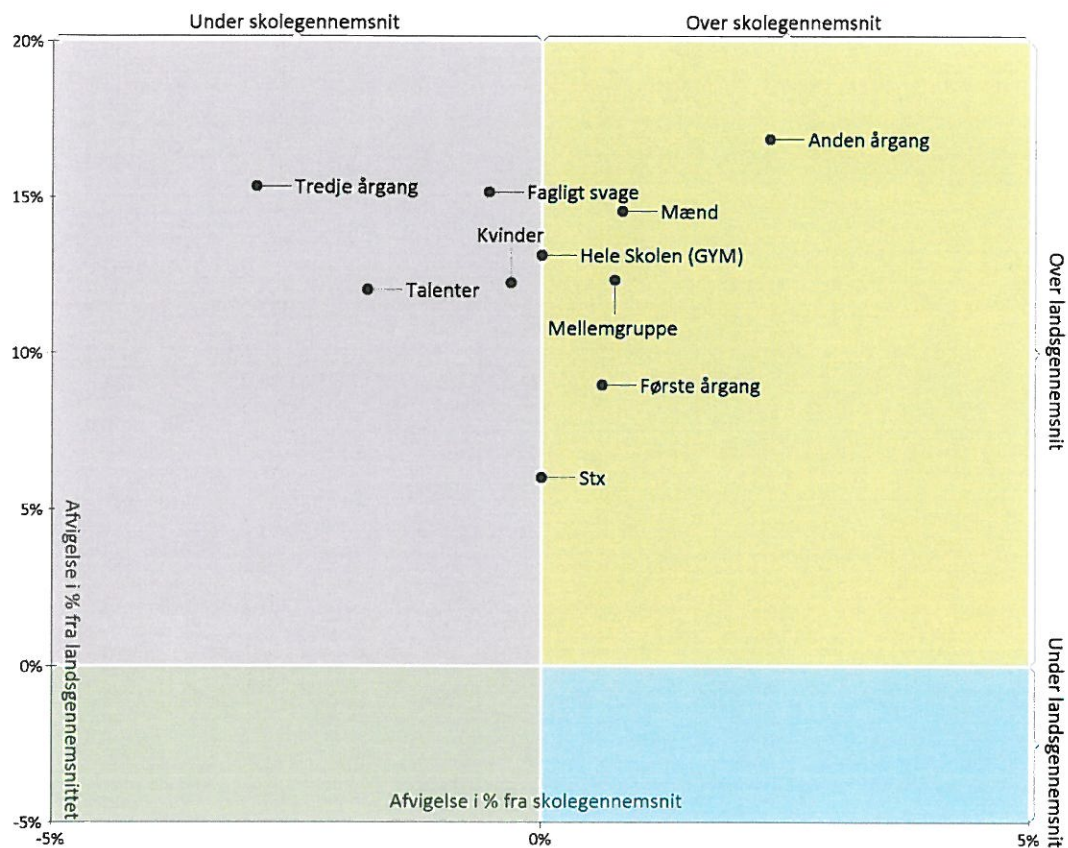 Under skolegennemsnit
Over skolegennemsnit
20%
Anden årgang
Tredje årgang
Fagligt svage
15%
Mænd
Kvinder
Hele Skolen (GYM)
Talenter
Mellemgruppe
10%
Første årgang
Over landsgennemsnit
Stx
5%
Afvigelse i % fra landsgennemsnittet
0%
Under landsgennemsnit
Afvigelse i % fra skolegennemsnit
-5%
-5%
0%
5%